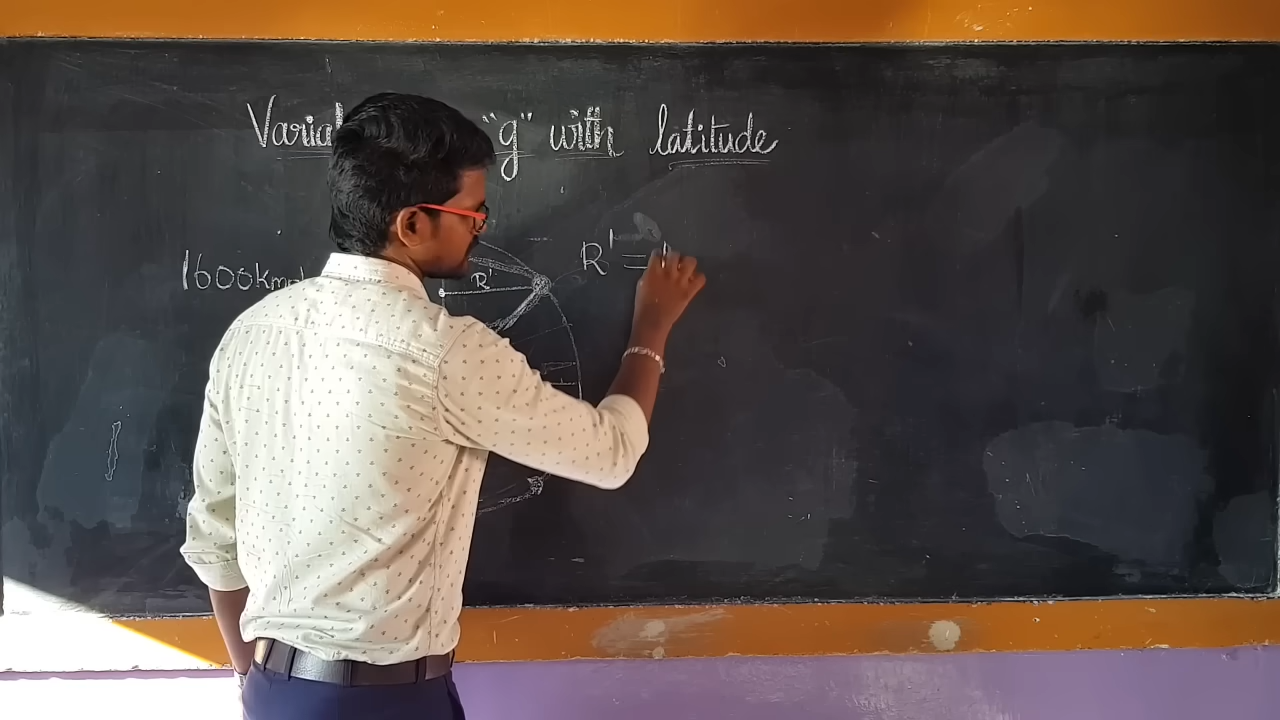 "g" with latitude
1600km
R'
R' =